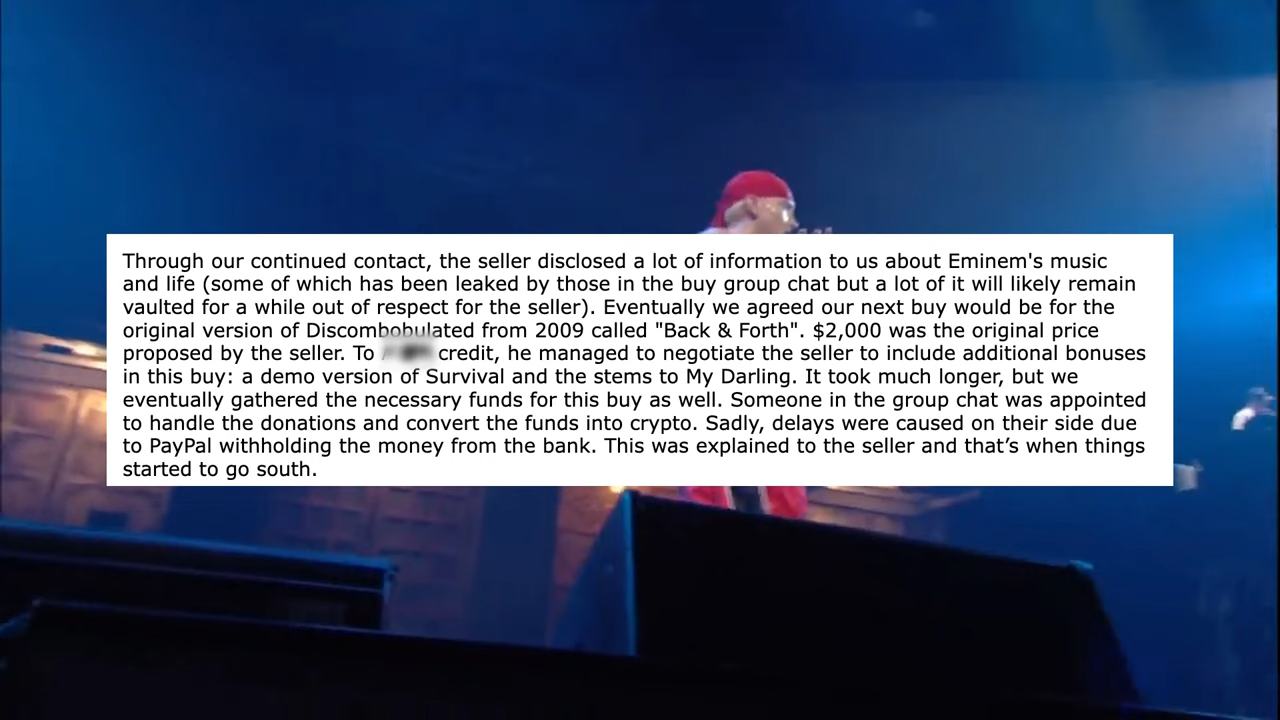 Through our continued contact, the seller disclosed a lot of information to us about Eminem's music
and life (some of which has been leaked by those in the buy group chat but a lot of it will likely remain
vaulted for a while out of respect for the seller). Eventually we agreed our next buy would be for the
original version of Discombobulated from 2009 called "Back & Forth". $2,000 was the original price
proposed by the seller. To credit, he managed to negotiate the seller to include additional bonuses
in this buy: a demo version of Survival and the stems to My Darling. It took much longer, but we
eventually gathered the necessary funds for this buy as well. Someone in the group chat was appointed
to handle the donations and convert the funds into crypto. Sadly, delays were caused on their side due
to PayPal withholding the money from the bank. This was explained to the seller and that’s when things
started to go south.